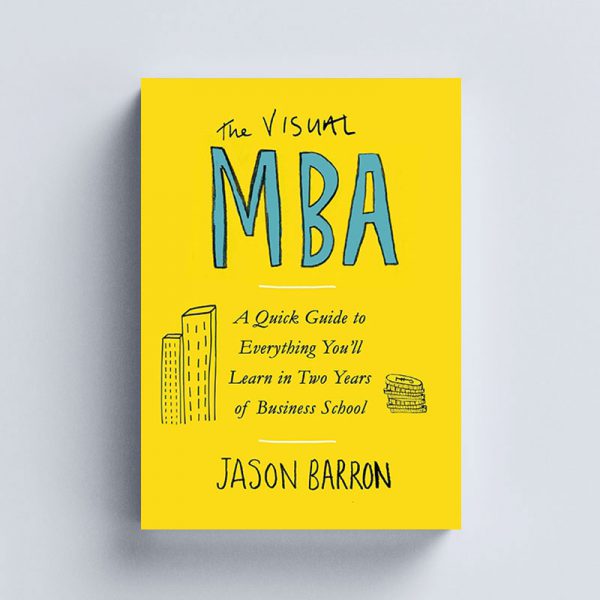 The VISUAL
MBA
A Quick Guide to
Everything You'll
Learn in Two Years
of Business School
JASON BARRON